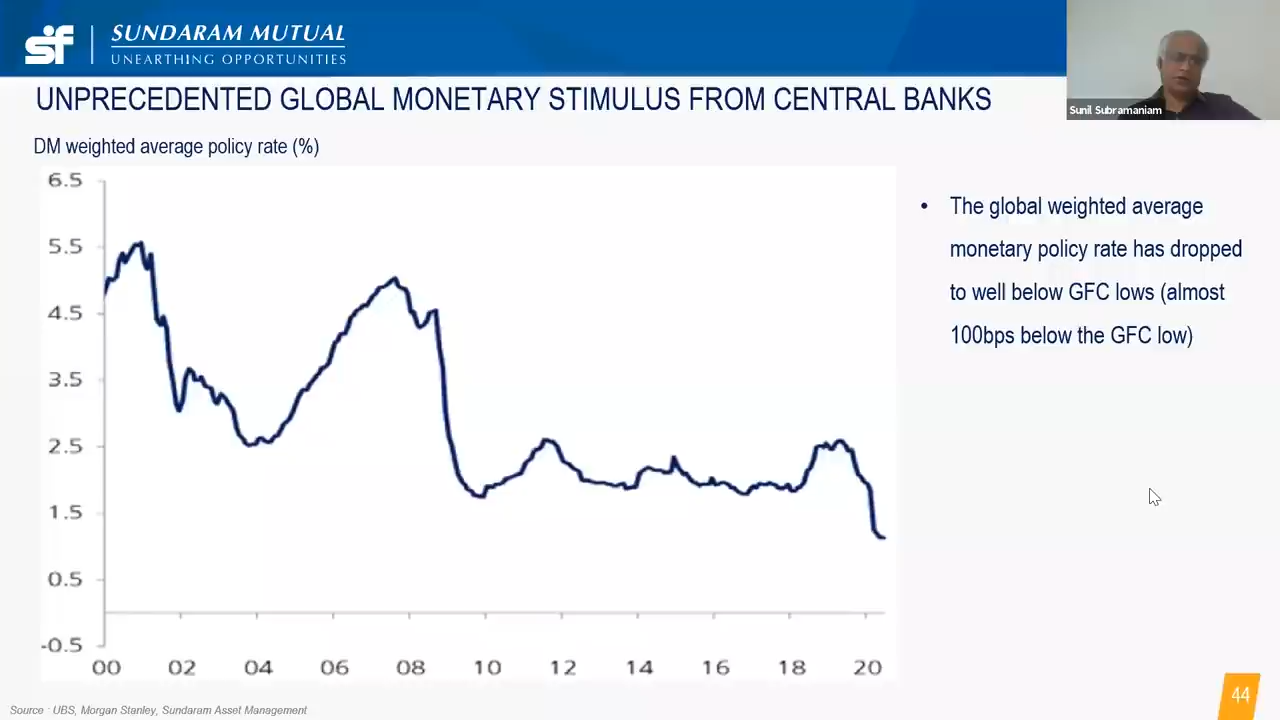 SUNDARAM MUTUAL
UNEARTHING OPPORTUNITIES
Sunil Subramaniam
UNPRECEDENTED GLOBAL MONETARY STIMULUS FROM CENTRAL BANKS
DM weighted average policy rate (%)
6.5
5.5
4.5
3.5
2.5
1.5
0.5
-0.5
00 02 04 06 08 10 12 14 16 18 20
• The global weighted average
monetary policy rate has dropped
to well below GFC lows (almost
100bps below the GFC low)
Source : UBS, Morgan Stanley, Sundaram Asset Management
44